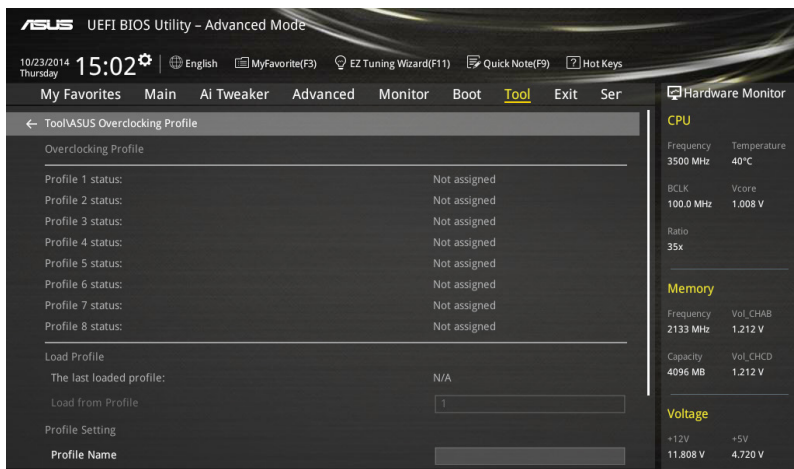 ASUS UEFI BIOS Utility – Advanced Mode
10/23/2014 Thursday 15:02 English MyFavorite(F3) EZ Tuning Wizard(F11) Quick Note(F9) ? Hot Keys
My Favorites Main Ai Tweaker Advanced Monitor Boot Tool Exit Ser
← Tool\ASUS Overclocking Profile
Overclocking Profile
Profile 1 status: Not assigned
Profile 2 status: Not assigned
Profile 3 status: Not assigned
Profile 4 status: Not assigned
Profile 5 status: Not assigned
Profile 6 status: Not assigned
Profile 7 status: Not assigned
Profile 8 status: Not assigned
Load Profile
The last loaded profile: N/A
Load from Profile 1
Profile Setting
Profile Name
Hardware Monitor
CPU
Frequency Temperature
3500 MHz 40°C
BCLK Vcore
100.0 MHz 1.008 V
Ratio
35x
Memory
Frequency Vol_CHAB
2133 MHz 1.212 V
Capacity Vol_CHCD
4096 MB 1.212 V
Voltage
+12V +5V
11.808 V 4.720 V